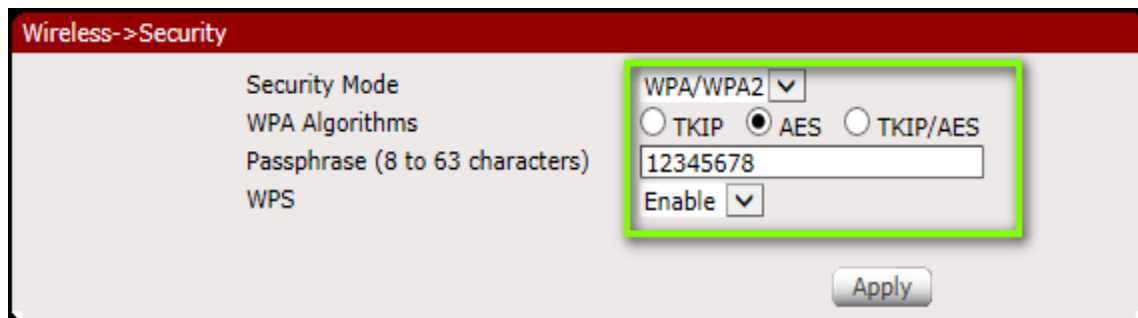 Wireless->Security
Security Mode WPA/WPA2
WPA Algorithms TKIP AES TKIP/AES
Passphrase (8 to 63 characters) 12345678
WPS Enable
Apply